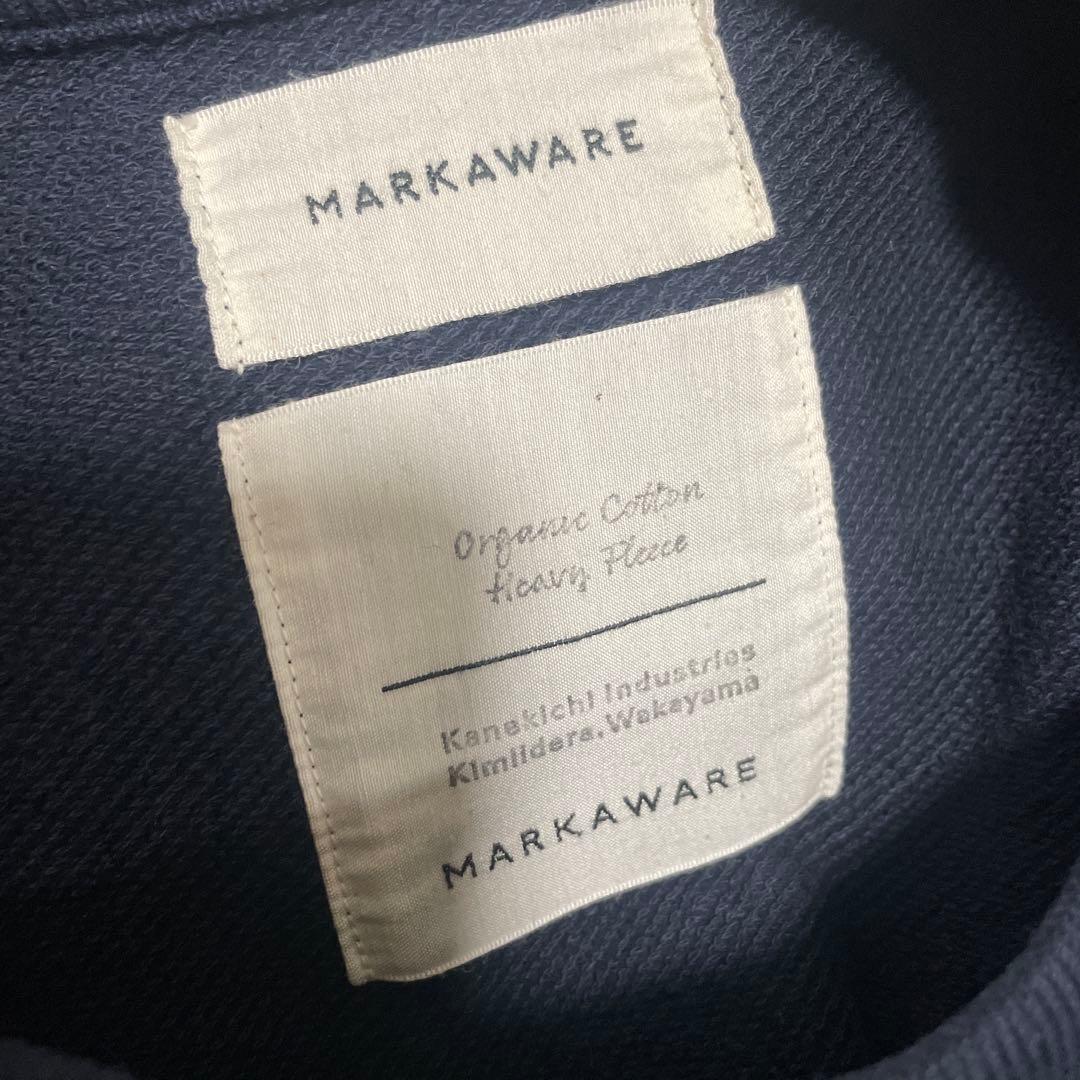 MARKAWARE
Organic Cotton
Heavy Fleece
Kanekichi Industries
Kimiidera, Wakayama
MARKAWARE